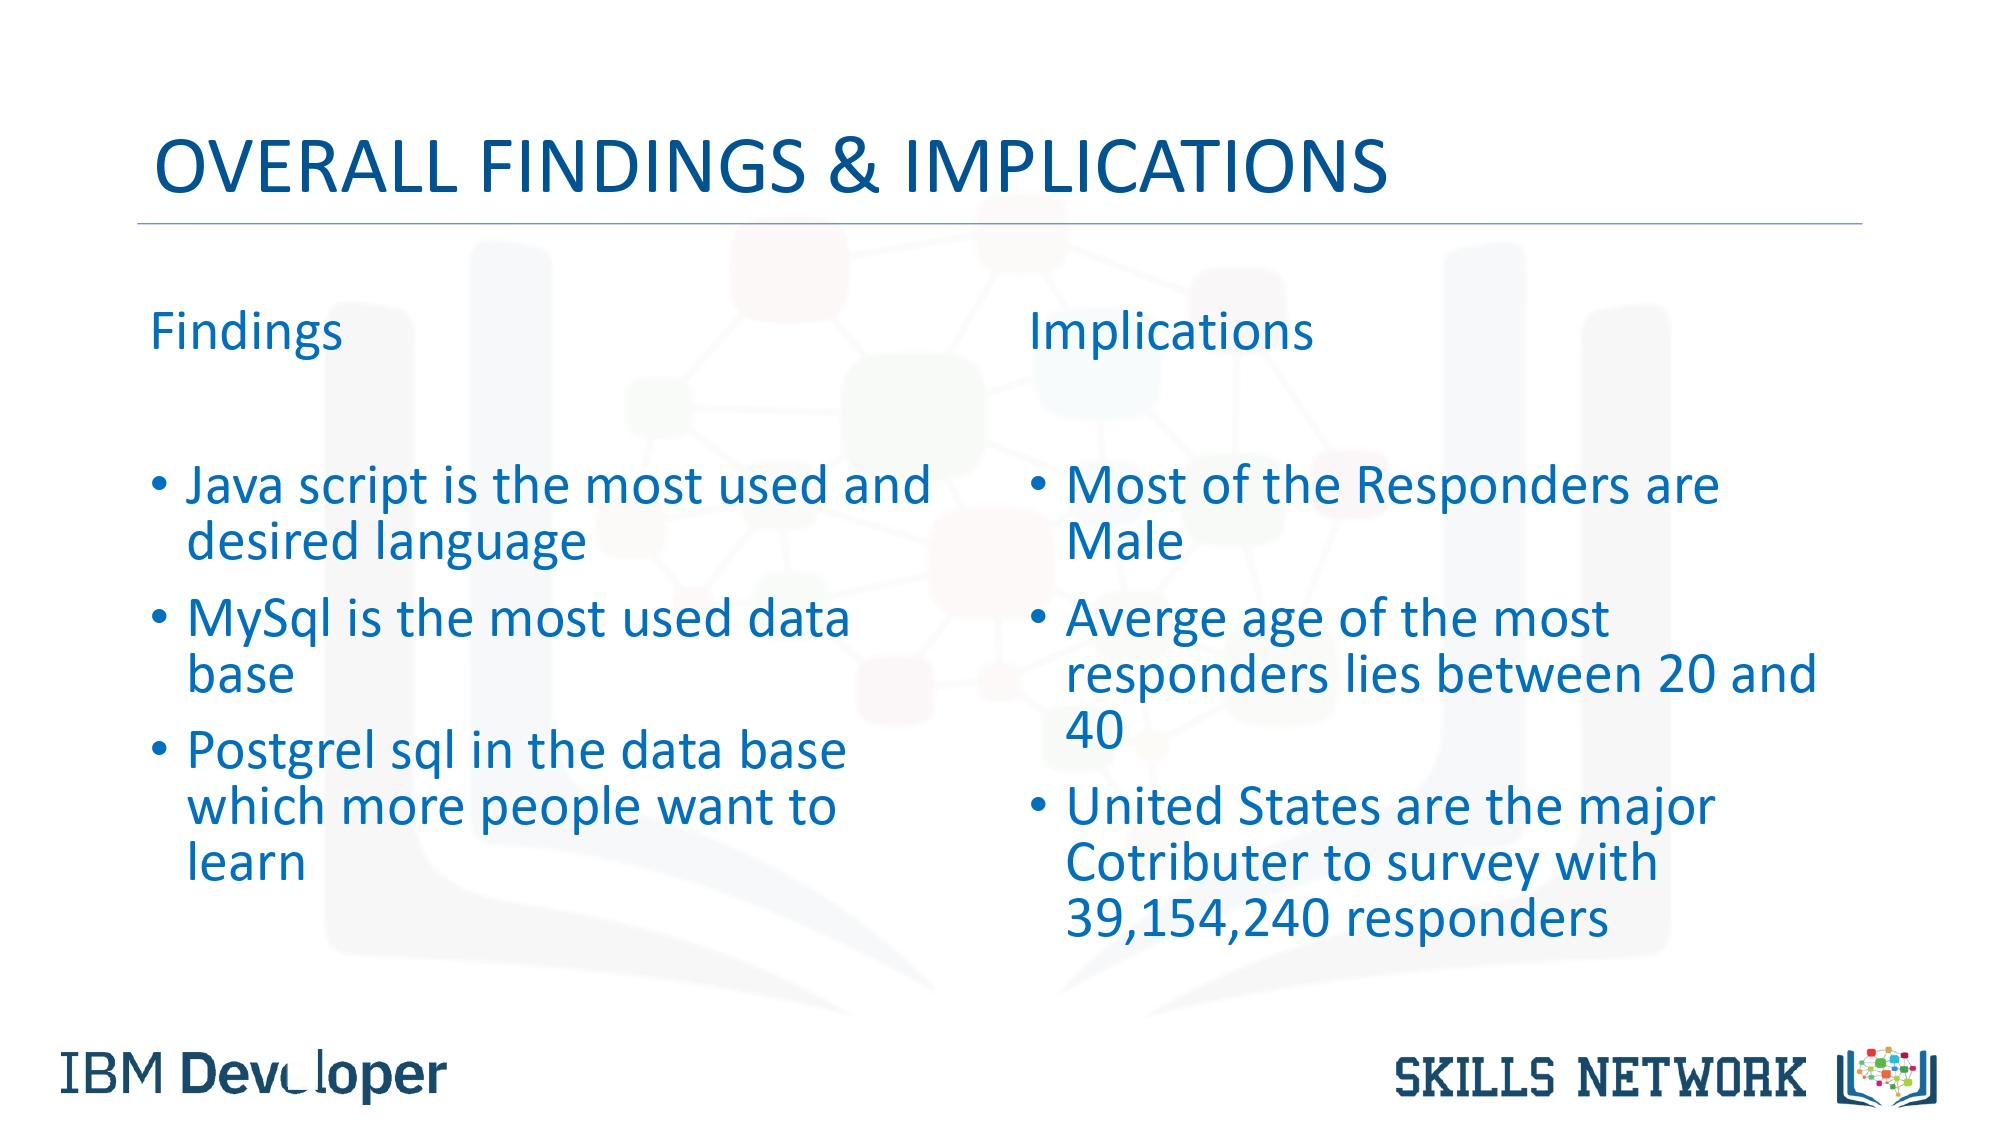 OVERALL FINDINGS & IMPLICATIONS
Findings
• Java script is the most used and
desired language
• MySql is the most used data
base
• Postgrel sql in the data base
which more people want to
learn
Implications
• Most of the Responders are
Male
• Averge age of the most
responders lies between 20 and
40
• United States are the major
Cotributer to survey with
39,154,240 responders
IBM Developer
SKILLS NETWORK